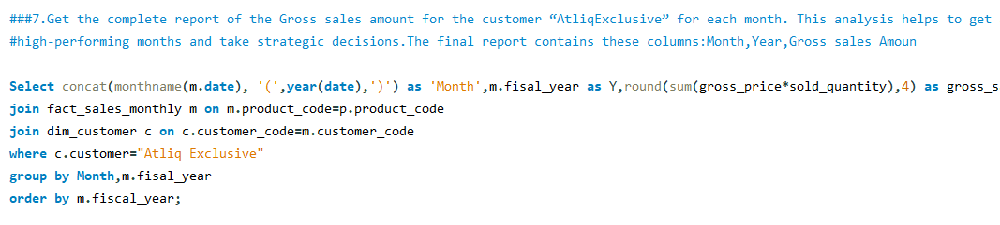 ###7.Get the complete report of the Gross sales amount for the customer “AtliqExclusive” for each month. This analysis helps to get
#high-performing months and take strategic decisions.The final report contains these columns:Month,Year,Gross sales Amoun
Select concat(monthname(m.date), '(',year(date),')') as 'Month',m.fisal_year as Y,round(sum(gross_price*sold_quantity),4) as gross_s
join fact_sales_monthly m on m.product_code=p.product_code
join dim_customer c on c.customer_code=m.customer_code
where c.customer="Atliq Exclusive"
group by Month,m.fisal_year
order by m.fiscal_year;